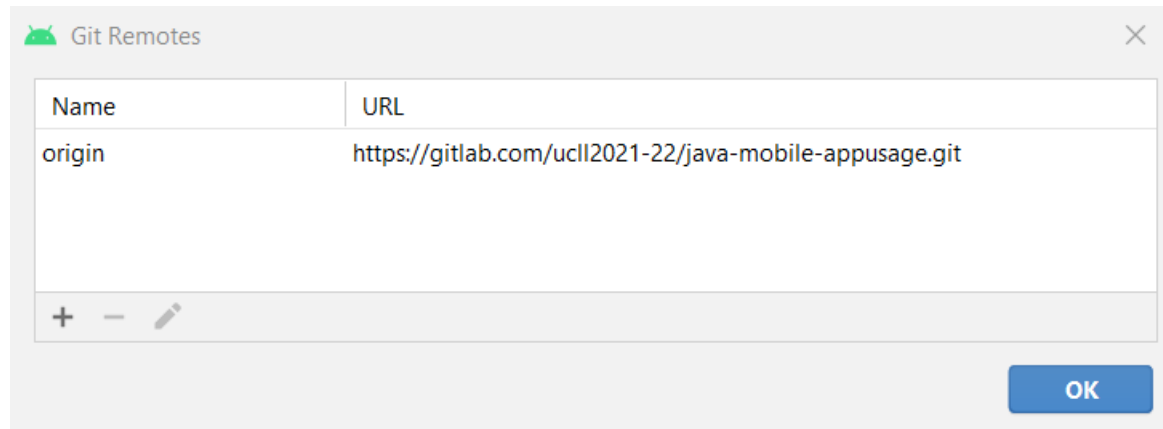 Git Remotes
Name URL
origin https://gitlab.com/ucll2021-22/java-mobile-appusage.git
OK